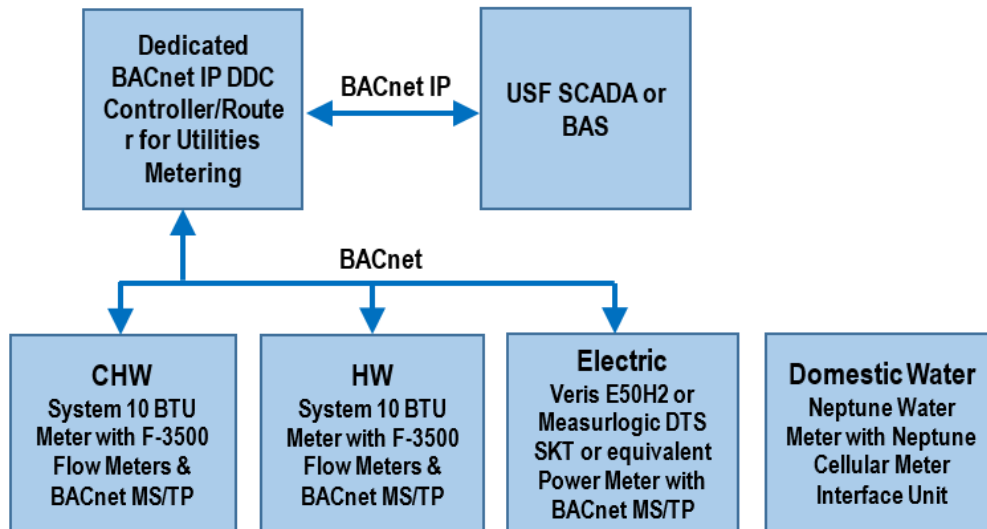 Dedicated
BACnet IP DDC
Controller/Route
r for Utilities
Metering
BACnet IP
USF SCADA or
BAS
BACnet
CHW
System 10 BTU
Meter with F-3500
Flow Meters &
BACnet MS/TP
HW
System 10 BTU
Meter with F-3500
Flow Meters &
BACnet MS/TP
Electric
Veris E50H2 or
Measurlogic DTS
SKT or equivalent
Power Meter with
BACnet MS/TP
Domestic Water
Neptune Water
Meter with Neptune
Cellular Meter
Interface Unit